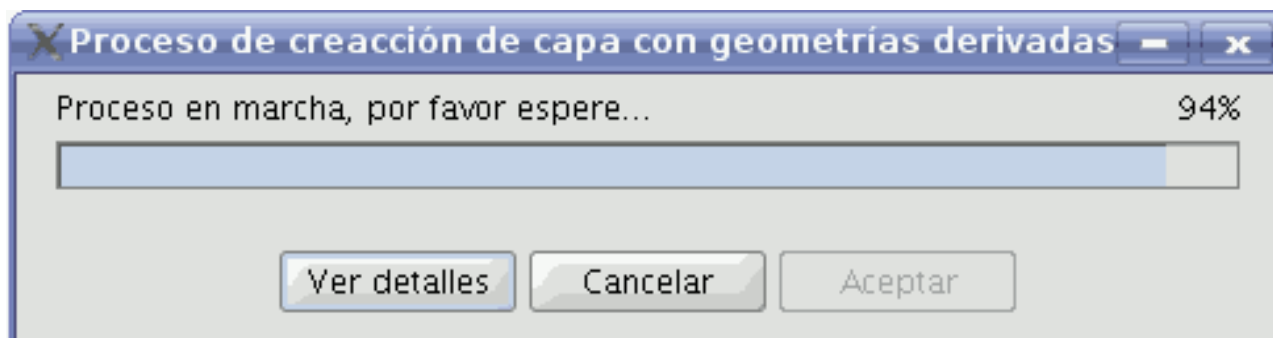 Proceso de creacción de capa con geometrías derivadas
Proceso en marcha, por favor espere... 94%
Ver detalles Cancelar Aceptar